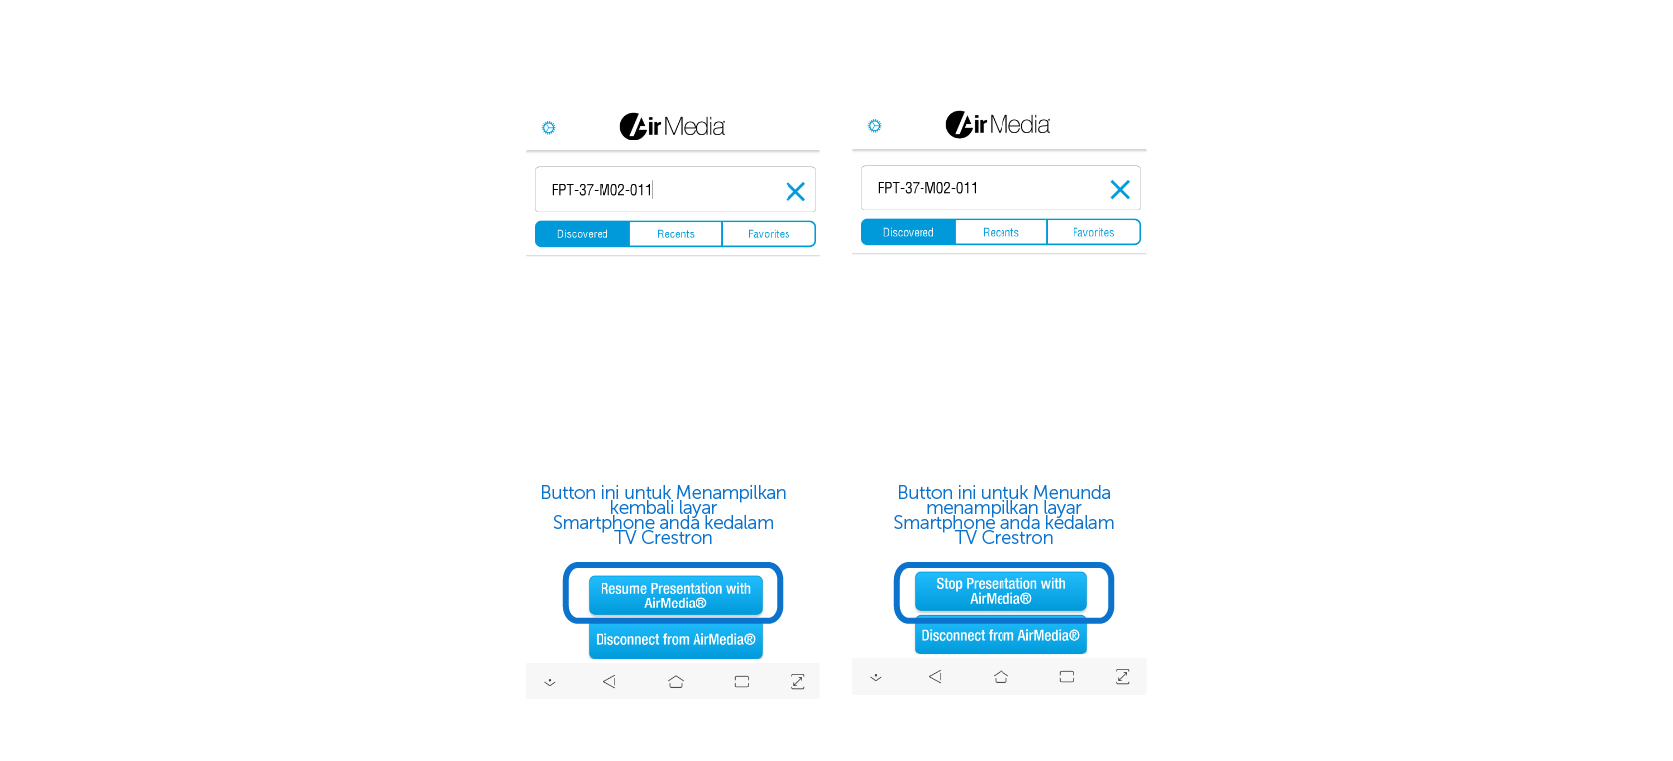 AirMedia
FPT-37-M02-011
Discovered Recents Favorites
Button ini untuk Menampilkan
kembali layar
Smartphone anda kedalam
TV Crestron
Resume Presentation with
AirMedia®
Disconnect from AirMedia®
AirMedia
FPT-37-M02-011
Discovered Recents Favorites
Button ini untuk Menunda
menampilkan layar
Smartphone anda kedalam
TV Crestron
Stop Presentation with
AirMedia®
Disconnect from AirMedia®